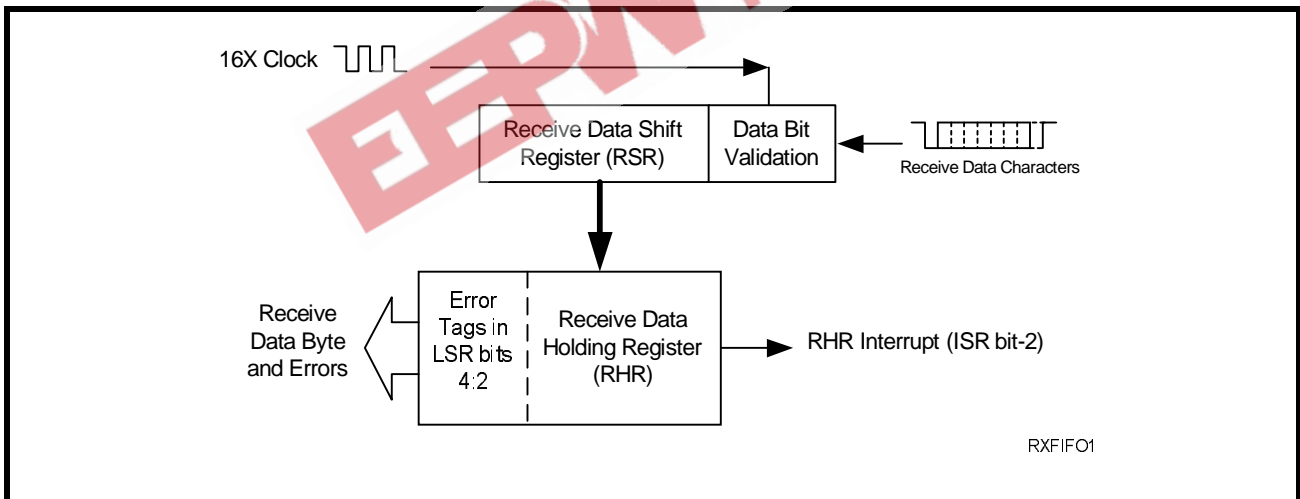 EEPW
16X Clock
Receive Data Shift
Register (RSR)
Data Bit
Validation
Receive Data Characters
Receive
Data Byte
and Errors
Error
Tags in
LSR bits
4:2
Receive Data
Holding Register
(RHR)
RHR Interrupt (ISR bit-2)
RXFIFO1